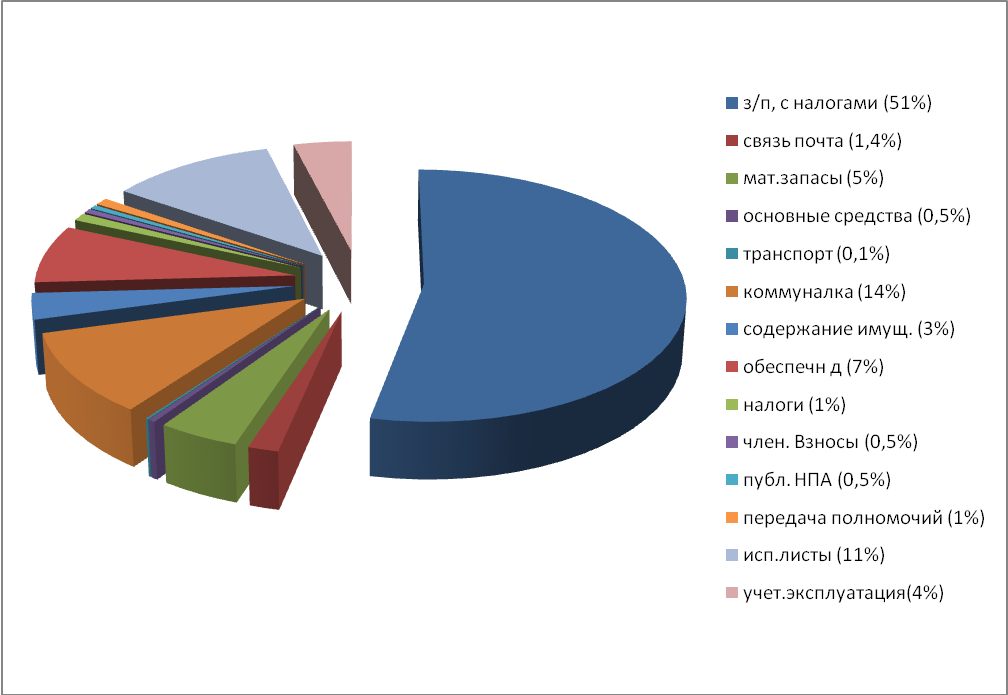 з/п, с налогами (51%)
связь почта (1,4%)
мат.запасы (5%)
основные средства (0,5%)
транспорт (0,1%)
коммуналка (14%)
содержание имущ. (3%)
обеспечн д (7%)
налоги (1%)
член. Взносы (0,5%)
публ. НПА (0,5%)
передача полномочий (1%)
исп.листы (11%)
учет.эксплуатация(4%)